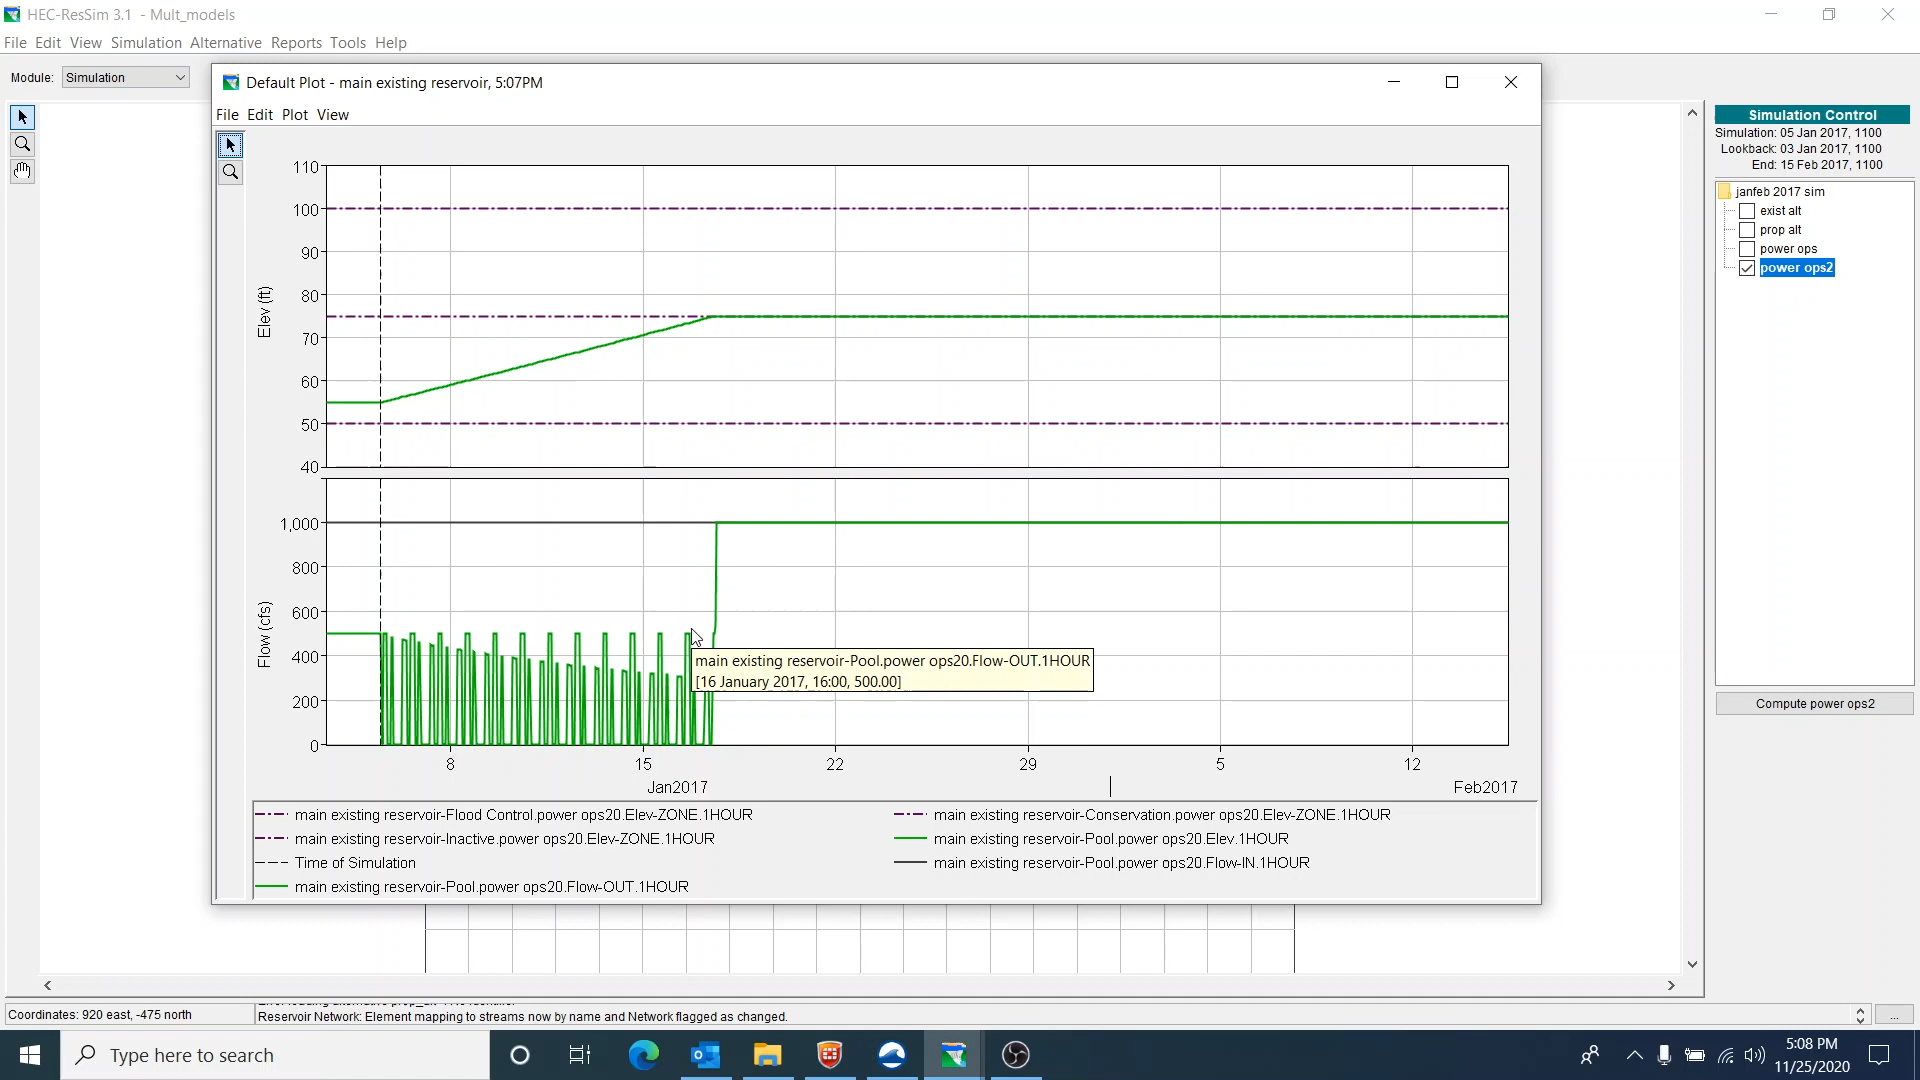 HEC-ResSim 3.1 - Mult_models
File Edit View Simulation Alternative Reports Tools Help
Module: Simulation
Default Plot - main existing reservoir, 5:07PM
File Edit Plot View
110
100
90
80
70
60
50
40
Elev (ft)
1,000
800
600
400
200
0
Flow (cfs)
main existing reservoir-Pool.power ops20.Flow-OUT.1HOUR
[16 January 2017, 16:00, 500.00]
8 15 22 29 5 12
Jan2017 Feb2017
main existing reservoir-Flood Control.power ops20.Elev-ZONE.1HOUR
main existing reservoir-Conservation.power ops20.Elev-ZONE.1HOUR
main existing reservoir-Inactive.power ops20.Elev-ZONE.1HOUR
main existing reservoir-Pool.power ops20.Elev.1HOUR
Time of Simulation
main existing reservoir-Pool.power ops20.Flow-IN.1HOUR
main existing reservoir-Pool.power ops20.Flow-OUT.1HOUR
Simulation Control
Simulation: 05 Jan 2017, 1100
Lookback: 03 Jan 2017, 1100
End: 15 Feb 2017, 1100
janfeb 2017 sim
exist alt
prop alt
power ops
power ops2
Compute power ops2
Coordinates: 920 east, -475 north
Reservoir Network: Element mapping to streams now by name and Network flagged as changed.
...
Type here to search
5:08 PM
11/25/2020